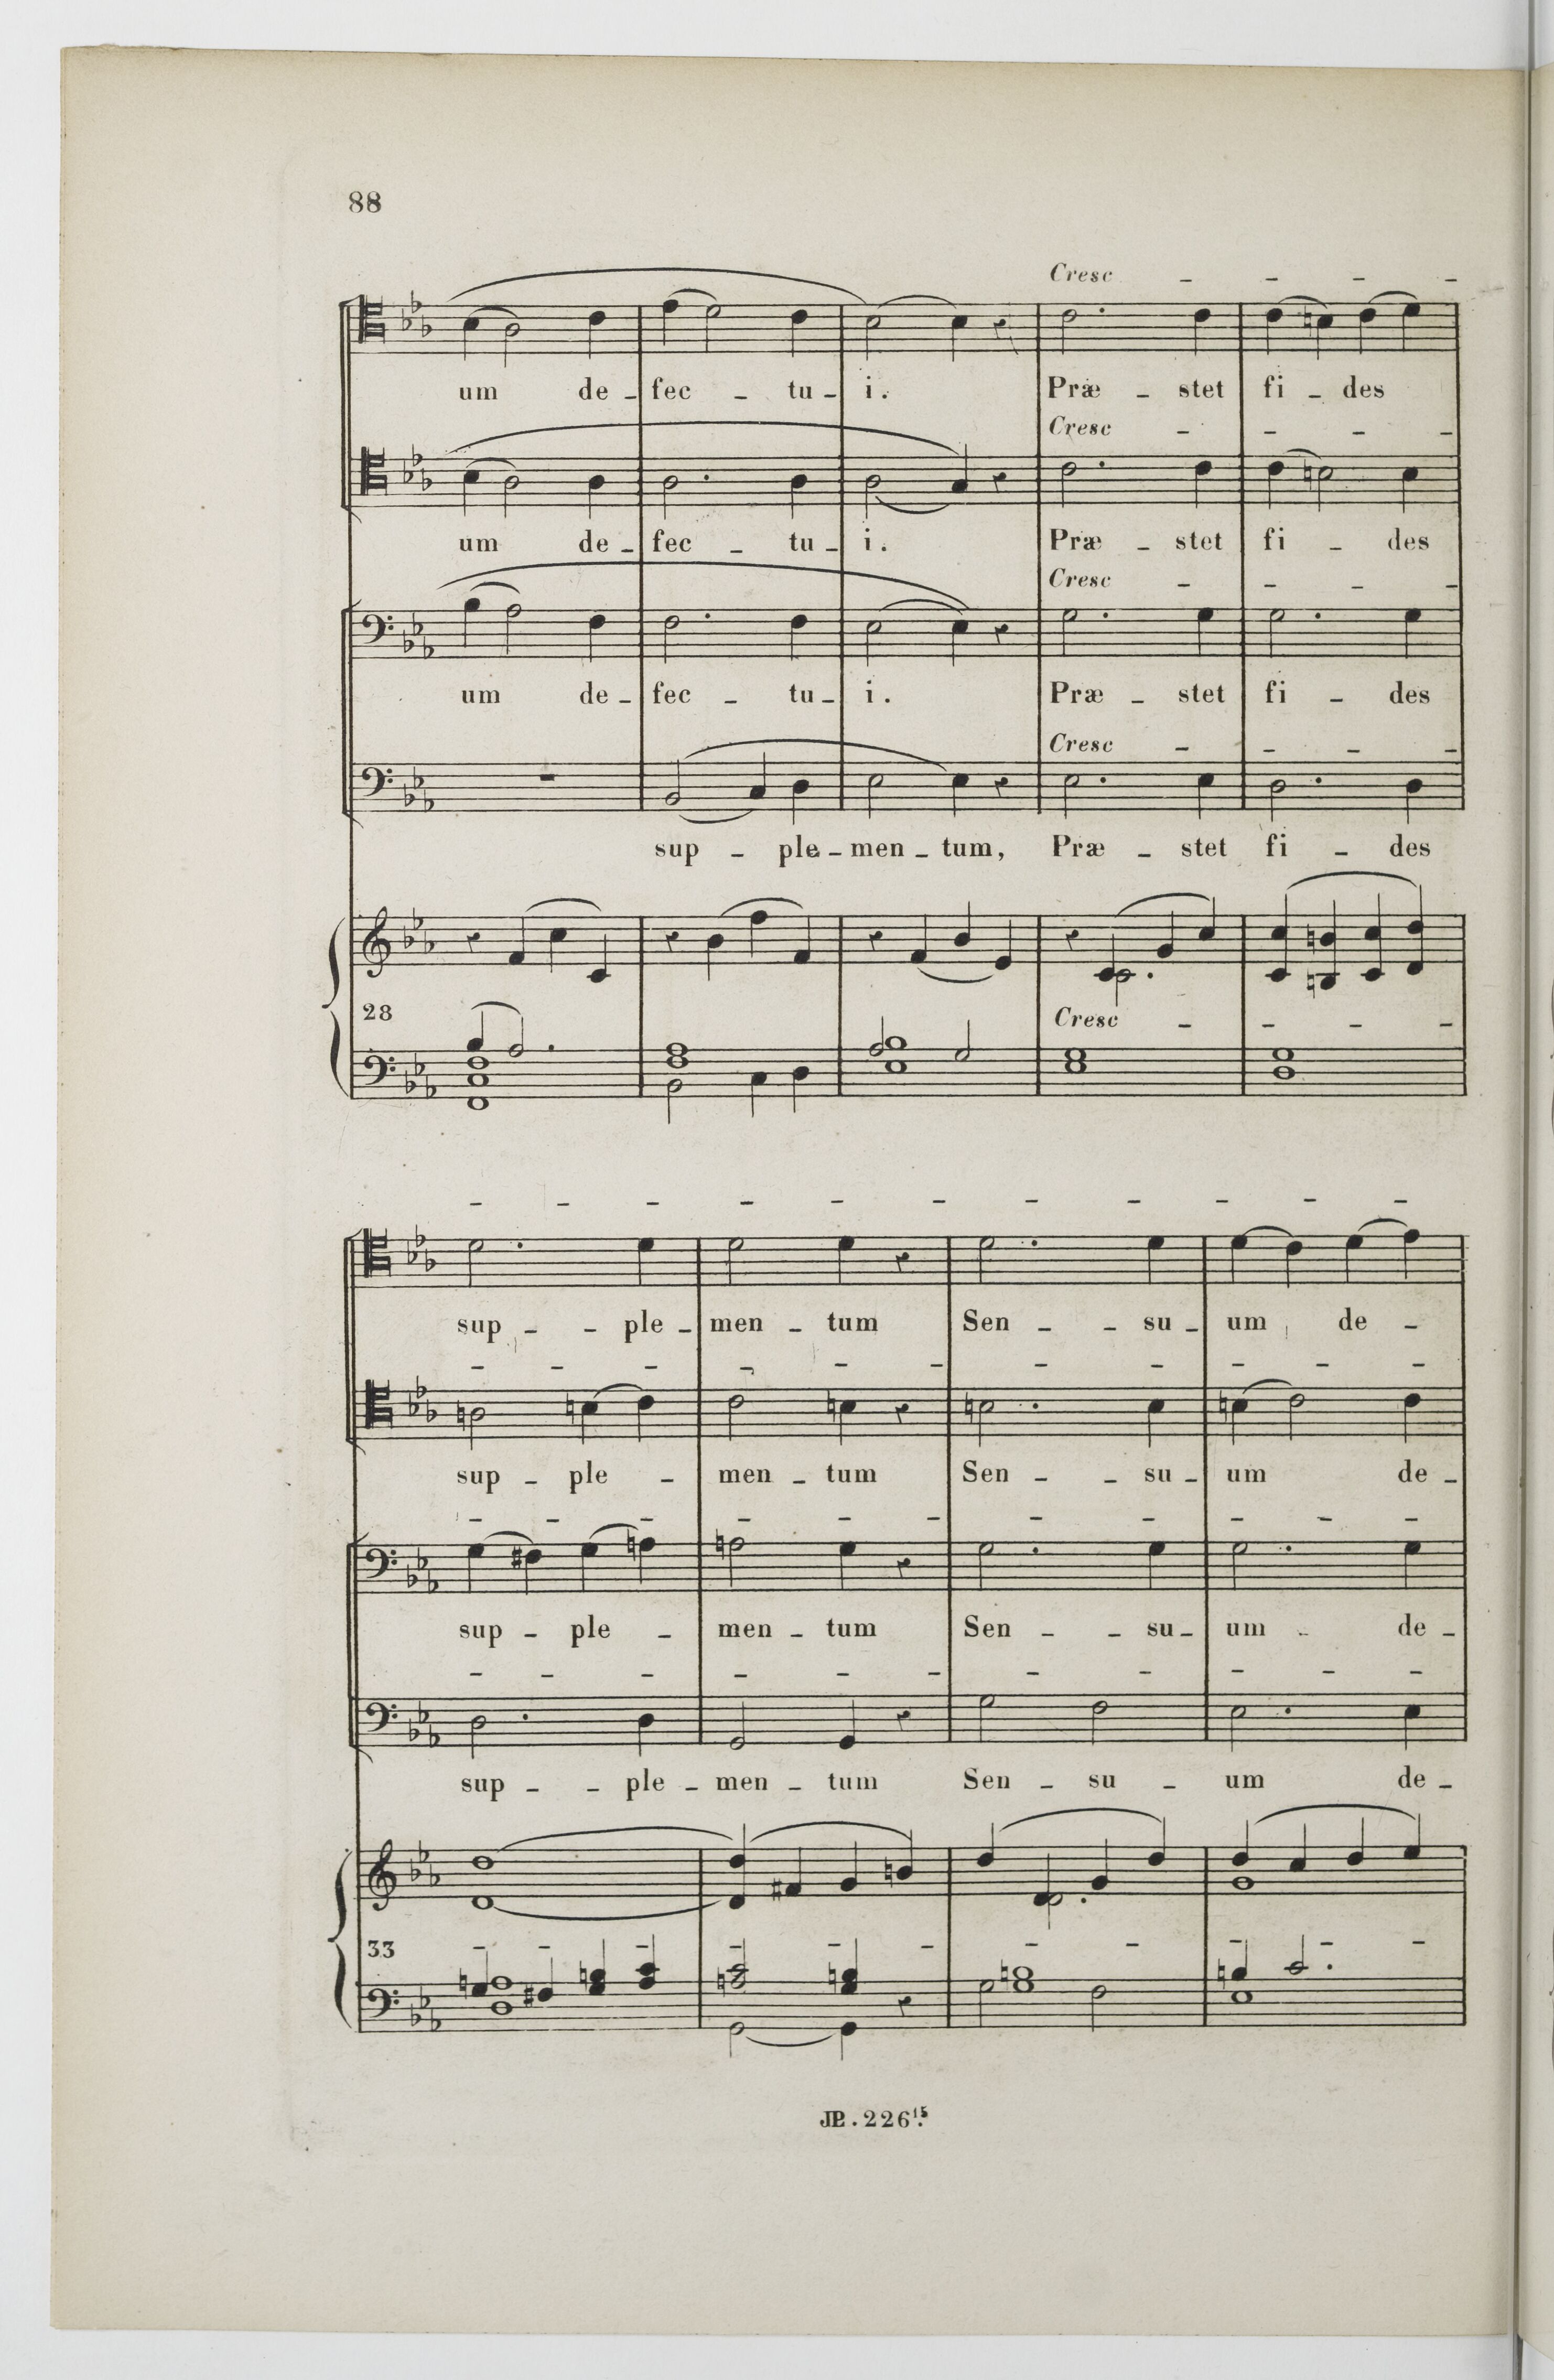 88
Cresc - - - -
um de - fec - tu - i. Præ - stet fi - des
Cresc - - - -
um de - fec - tu - i. Præ - stet fi - des
Cresc - - - -
um de - fec - tu - i. Præ - stet fi - des
Cresc - - - -
sup - ple - men - tum, Præ - stet fi - des
28
Cresc - - - -
- - - - - - - - - - -
sup - - ple - men - tum Sen - - su - um de -
- - - - - - - - - - -
sup - ple - men - tum Sen - - su - um de -
- - - - - - - - - - -
sup - ple - men - tum Sen - - su - um - de -
- - - - - - - - - - -
sup - - ple - men - tum Sen - su - um de -
33
- - - - - - - - - - -
JP. 226 15.